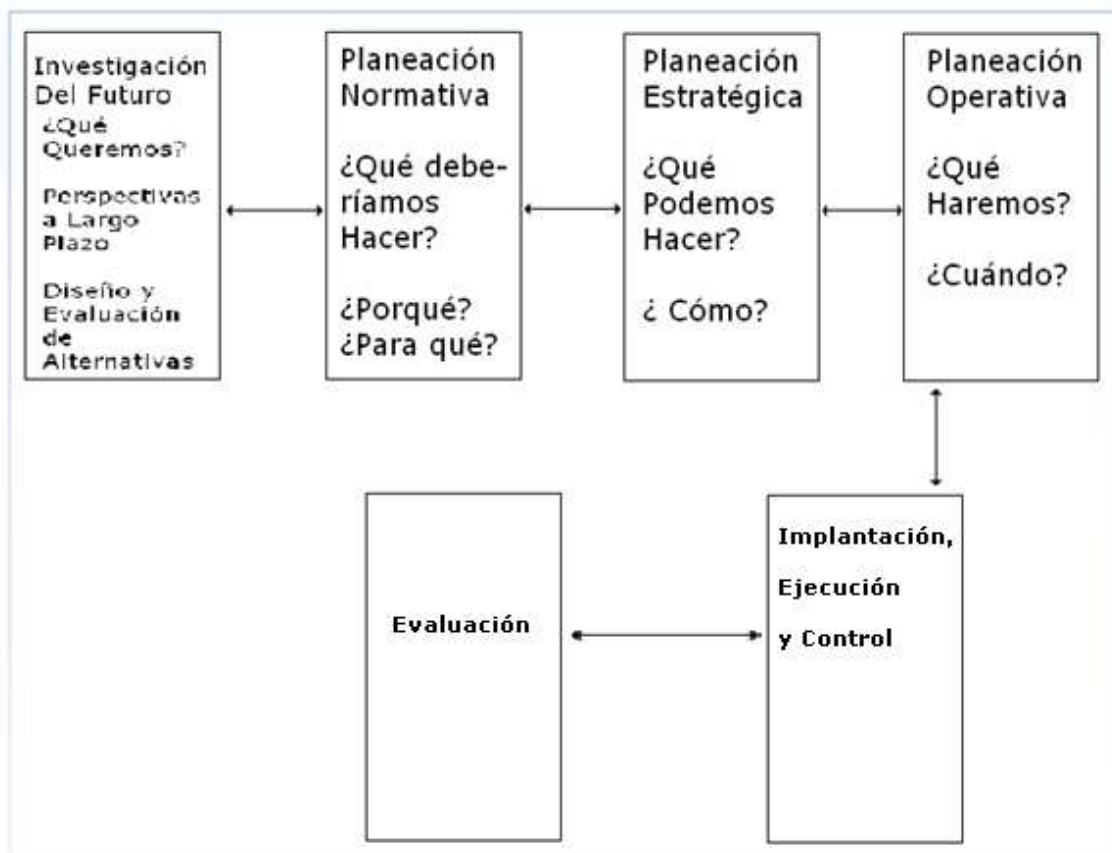 Investigación
Del Futuro
¿Qué
Queremos?
Perspectivas
a Largo
Plazo
Diseño y
Evaluación
de
Alternativas
Planeación
Normativa
¿Qué debe-
ríamos
Hacer?
¿Porqué?
¿Para qué?
Planeación
Estratégica
¿Qué
Podemos
Hacer?
¿ Cómo?
Planeación
Operativa
¿Qué
Haremos?
¿Cuándo?
Evaluación
Implantación,
Ejecución
y Control